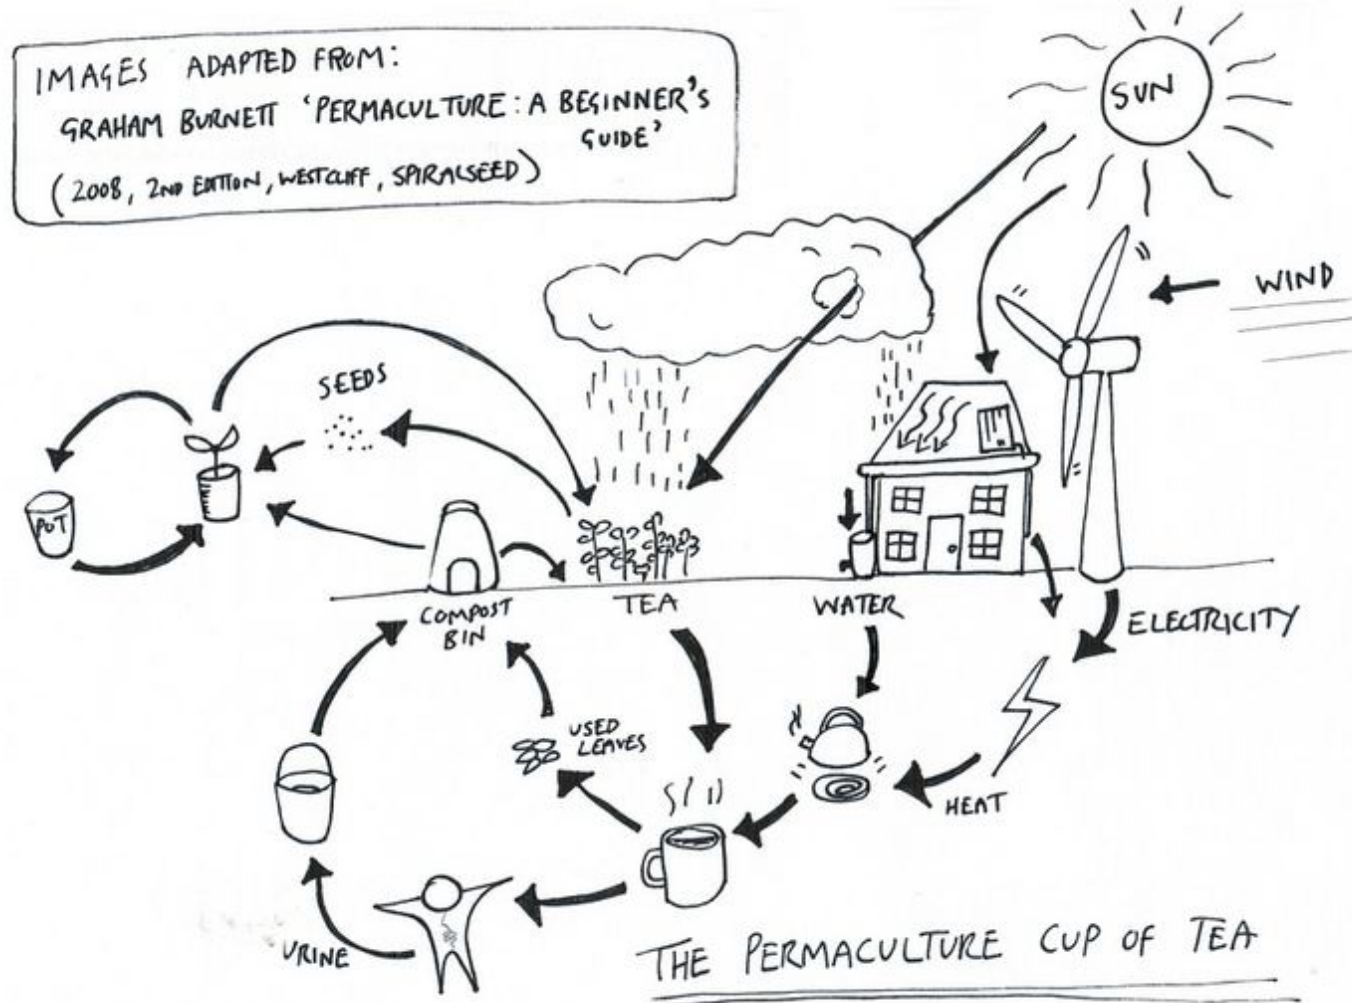 IMAGES ADAPTED FROM:
GRAHAM BURNETT 'PERMACULTURE: A BEGINNER'S
GUIDE'
(2008, 2ND EDITION, WESTCLIFF, SPIRALSEED)
SUN
WIND
SEEDS
POT
COMPOST
BIN
TEA
WATER
ELECTRICITY
USED
LEAVES
HEAT
URINE
THE PERMACULTURE CUP OF TEA